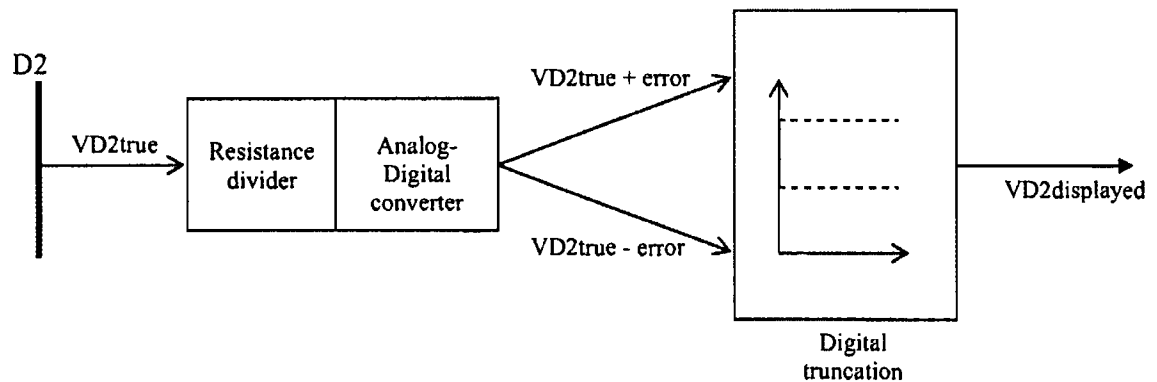 D2
VD2true
Resistance
divider
Analog-
Digital
converter
VD2true + error
VD2true - error
VD2displayed
Digital
truncation